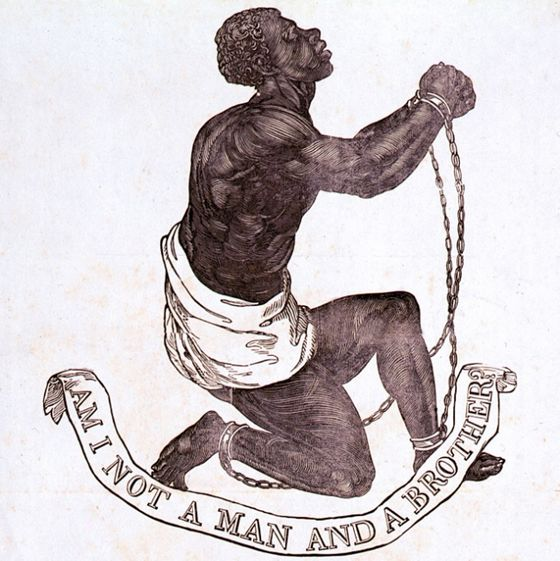 AM I NOT A MAN AND A BROTHER?